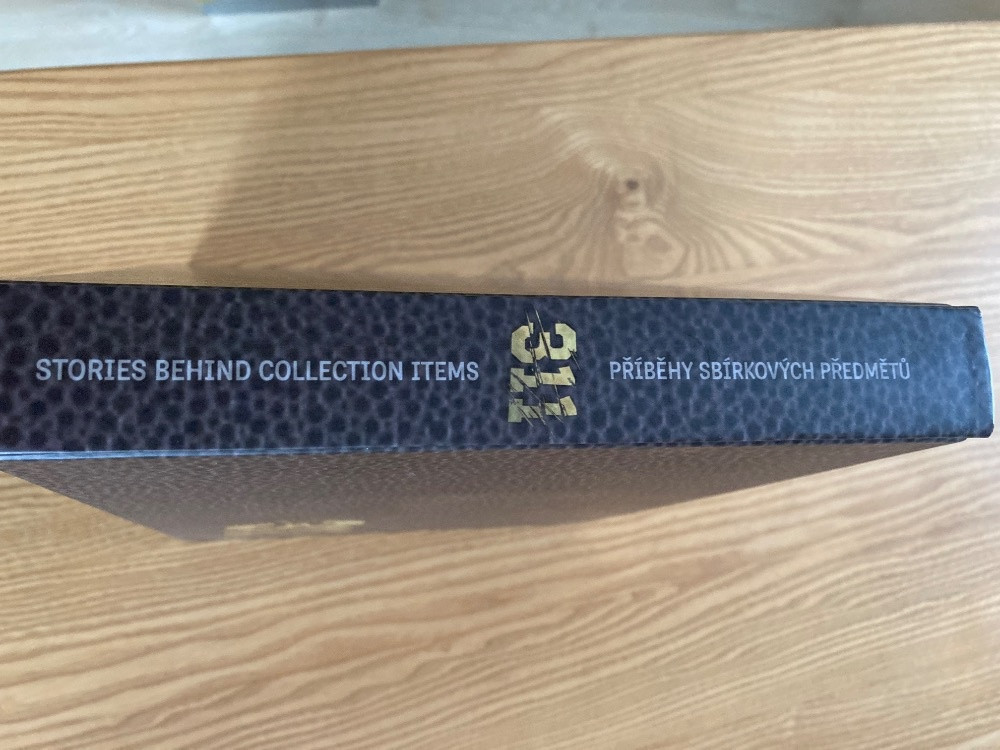 STORIES BEHIND COLLECTION ITEMS
PŘÍBĚHY SBÍRKOVÝCH PŘEDMĚTŮ